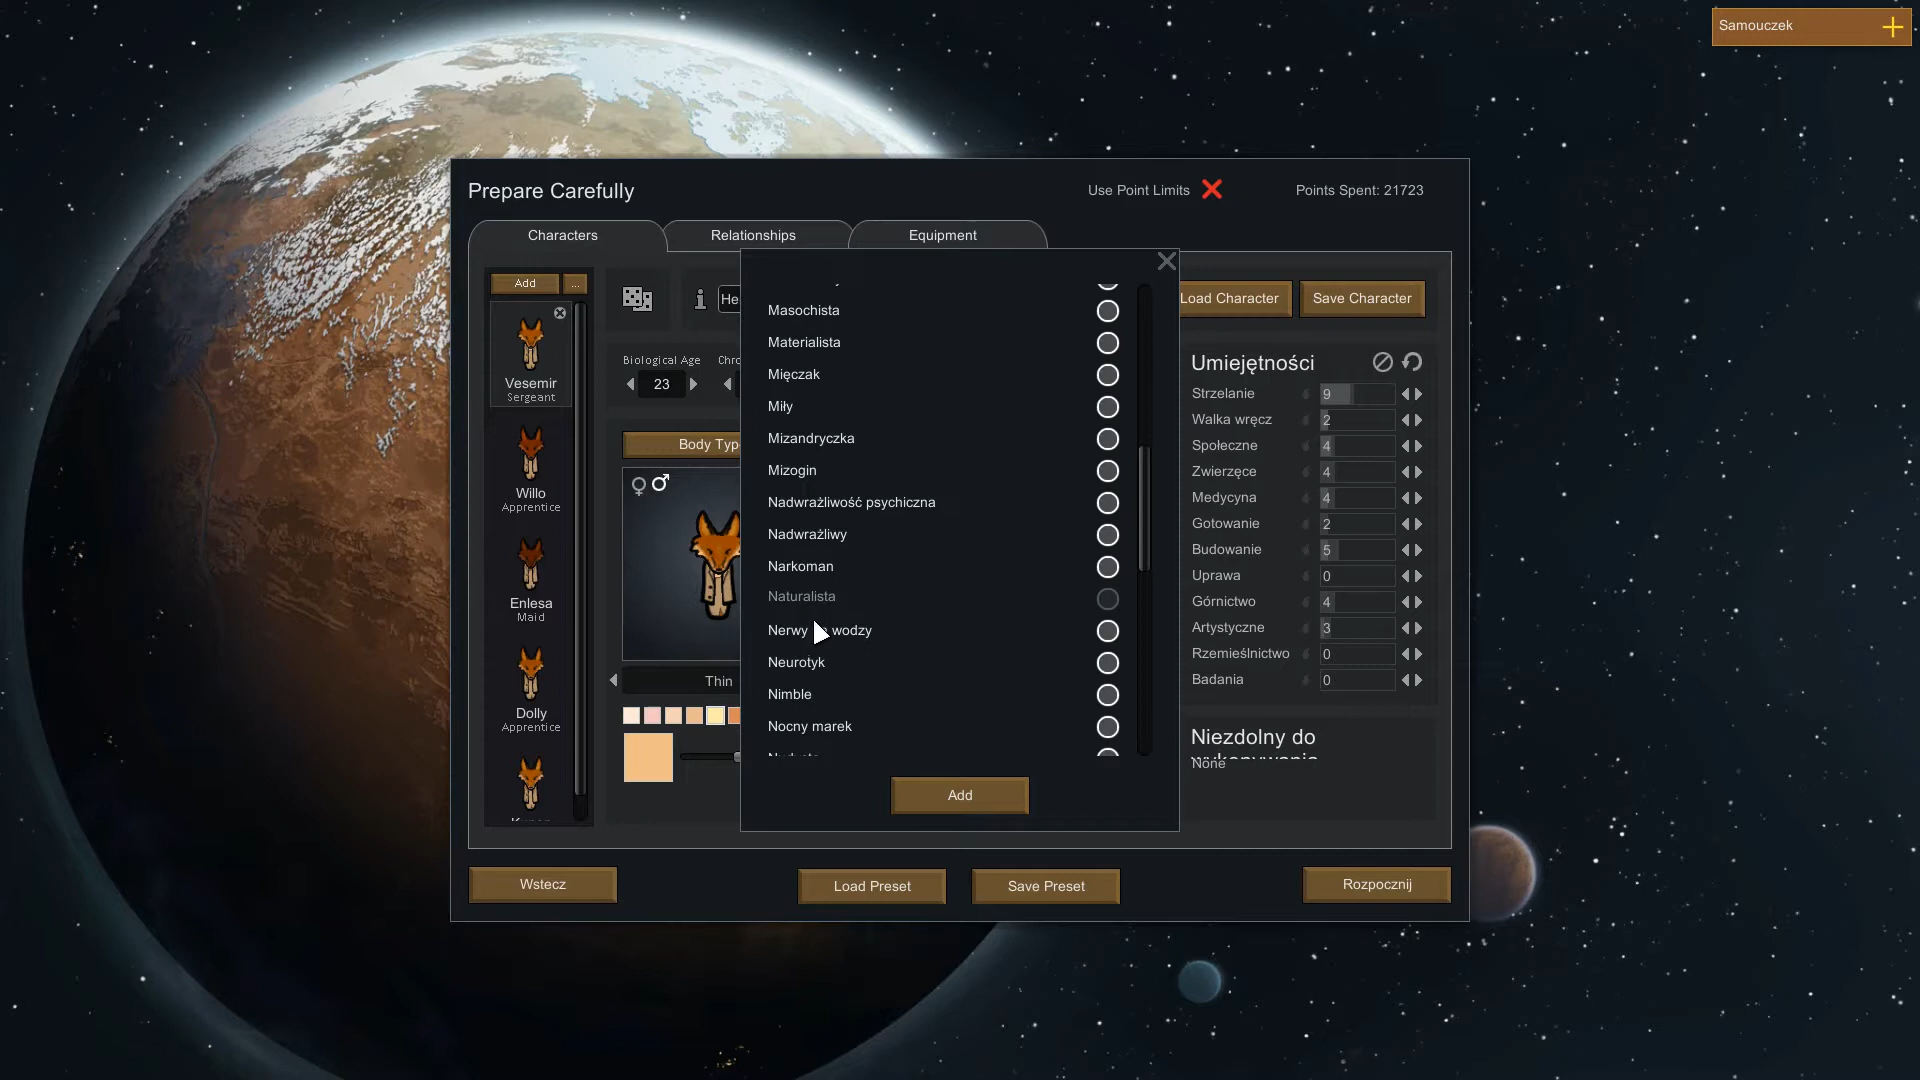 Samouczek
Prepare Carefully
Use Point Limits
Points Spent: 21723
Characters
Relationships
Equipment
Add
...
He
Load Character
Save Character
Vesemir
Sergeant
Willo
Apprentice
Enlesa
Maid
Dolly
Apprentice
Biological Age
Chro
23
Body Typ
Thin
Masochista
Materialista
Mięczak
Miły
Mizandryczka
Mizogin
Nadwrażliwość psychiczna
Nadwrażliwy
Narkoman
Naturalista
Nerwy wodzy
Neurotyk
Nimble
Nocny marek
Add
Umiejętności
Strzelanie 9
Walka wręcz 2
Społeczne 4
Zwierzęce 4
Medycyna 4
Gotowanie 2
Budowanie 5
Uprawa 0
Górnictwo 4
Artystyczne 3
Rzemieślnictwo 0
Badania 0
Niezdolny do
None
Wstecz
Load Preset
Save Preset
Rozpocznij